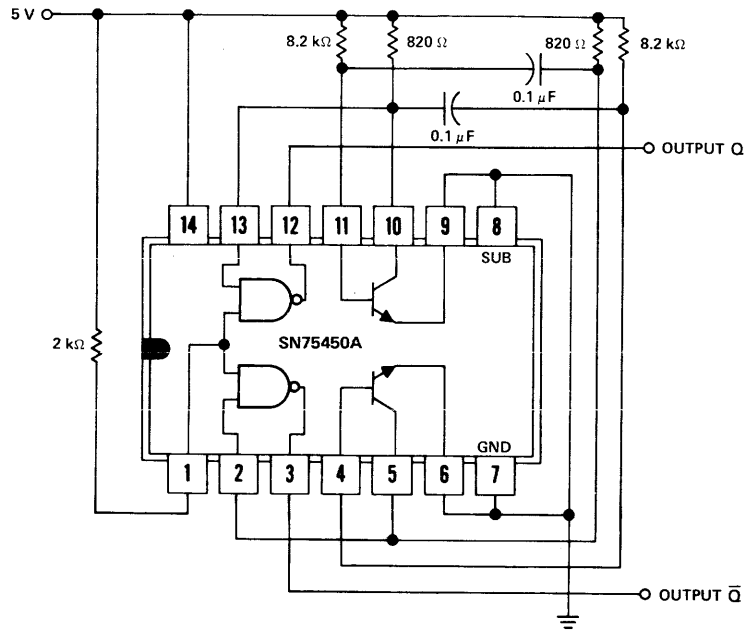 5 V
8.2 kΩ
820 Ω
820 Ω
8.2 kΩ
0.1 μF
0.1 μF
OUTPUT Q
14
13
12
11
10
9
8
SUB
2 kΩ
SN75450A
GND
1
2
3
4
5
6
7
OUTPUT Q̅